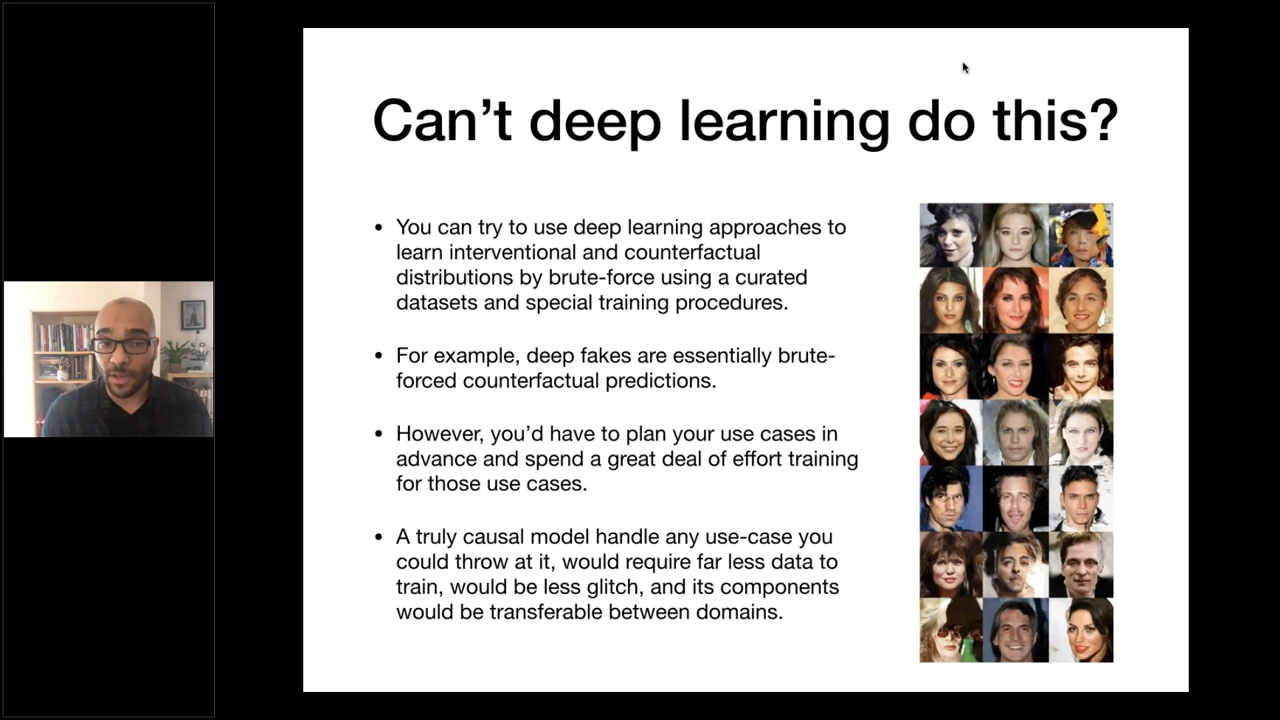 Can't deep learning do this?
• You can try to use deep learning approaches to
learn interventional and counterfactual
distributions by brute-force using a curated
datasets and special training procedures.
• For example, deep fakes are essentially brute-
forced counterfactual predictions.
• However, you'd have to plan your use cases in
advance and spend a great deal of effort training
for those use cases.
• A truly causal model handle any use-case you
could throw at it, would require far less data to
train, would be less glitch, and its components
would be transferable between domains.